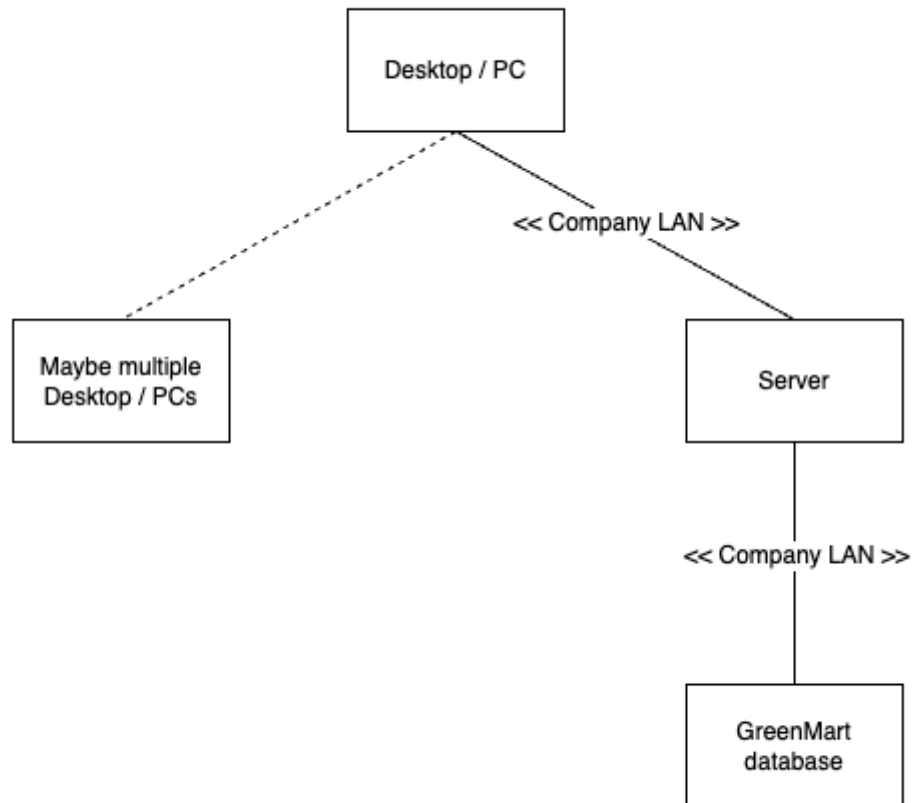 Desktop / PC
<< Company LAN >>
Maybe multiple
Desktop / PCs
Server
<< Company LAN >>
GreenMart
database